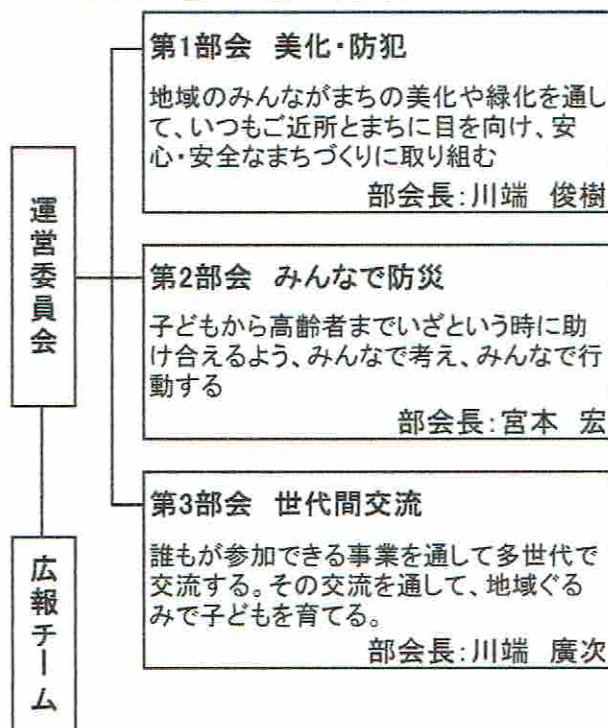 第1部会 美化・防犯
地域のみんながまちの美化や緑化を通し
て、いつもご近所とまちに目を向け、安
心・安全なまちづくりに取り組む
部会長:川端 俊樹
運営委員会
第2部会 みんなで防災
子どもから高齢者までいざという時に助
け合えるよう、みんなで考え、みんなで行
動する
部会長:宮本 宏
第3部会 世代間交流
誰もが参加できる事業を通して多世代で
交流する。その交流を通して、地域ぐる
みで子どもを育てる。
部会長:川端 廣次
広報チーム